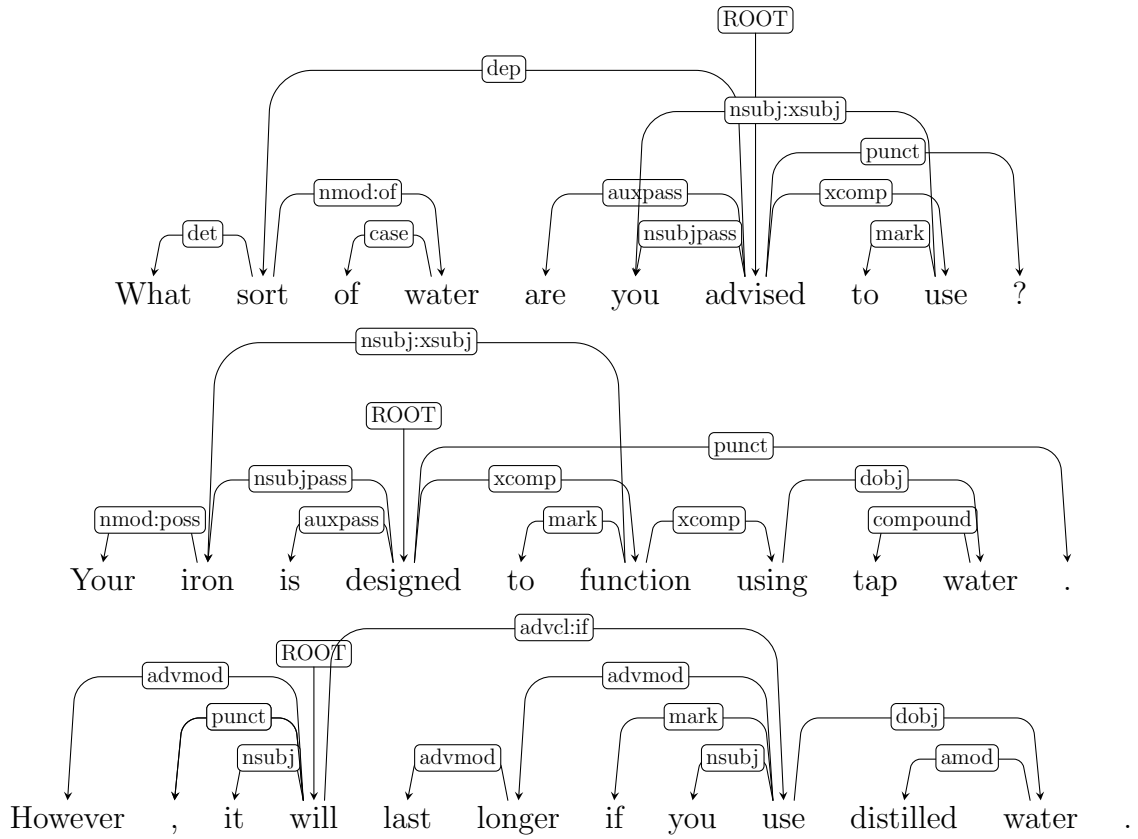 ROOT
dep
nsubj:xsubj
punct
nmod:of auxpass xcomp
det case nsubjpass mark
What sort of water are you advised to use ?
nsubj:xsubj
ROOT
punct
nsubjpass xcomp dobj
nmod:poss auxpass mark xcomp compound
Your iron is designed to function using tap water .
advcl:if
ROOT
advmod advmod
punct mark dobj
nsubj advmod nsubj amod
However , it will last longer if you use distilled water .